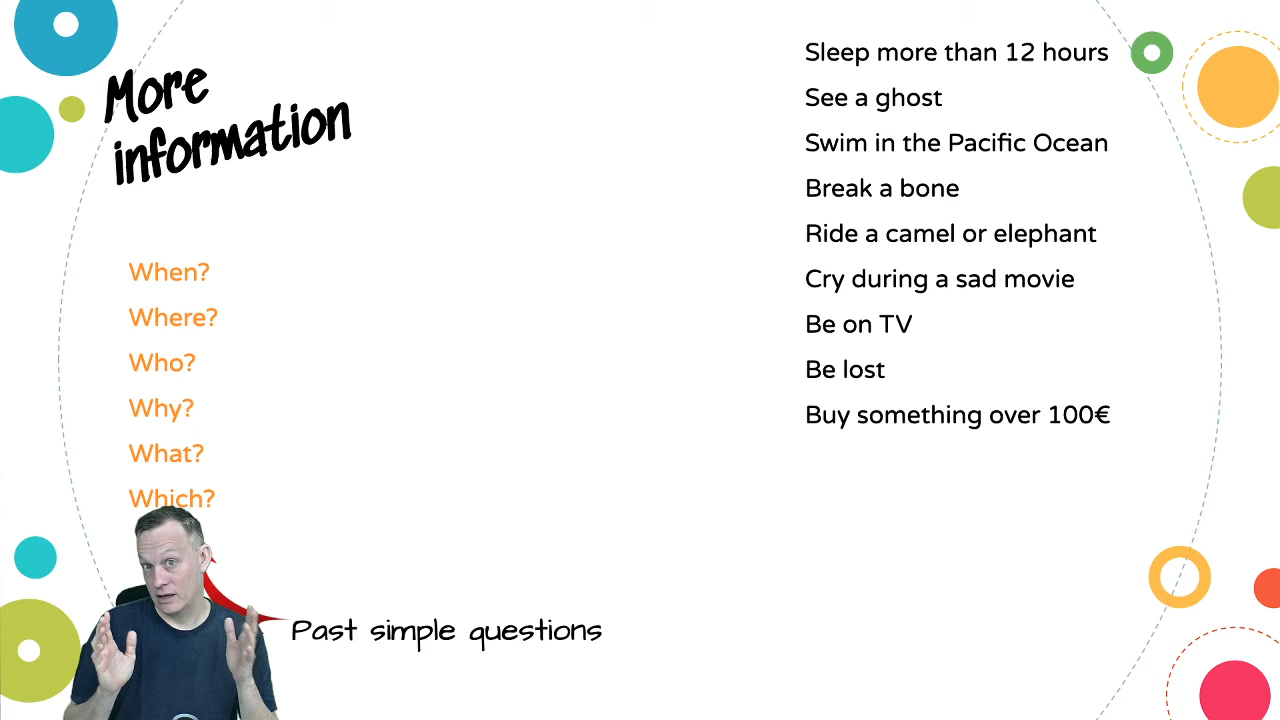 More
information
When?
Where?
Who?
Why?
What?
Which?
Past simple questions
Sleep more than 12 hours
See a ghost
Swim in the Pacific Ocean
Break a bone
Ride a camel or elephant
Cry during a sad movie
Be on TV
Be lost
Buy something over 100€